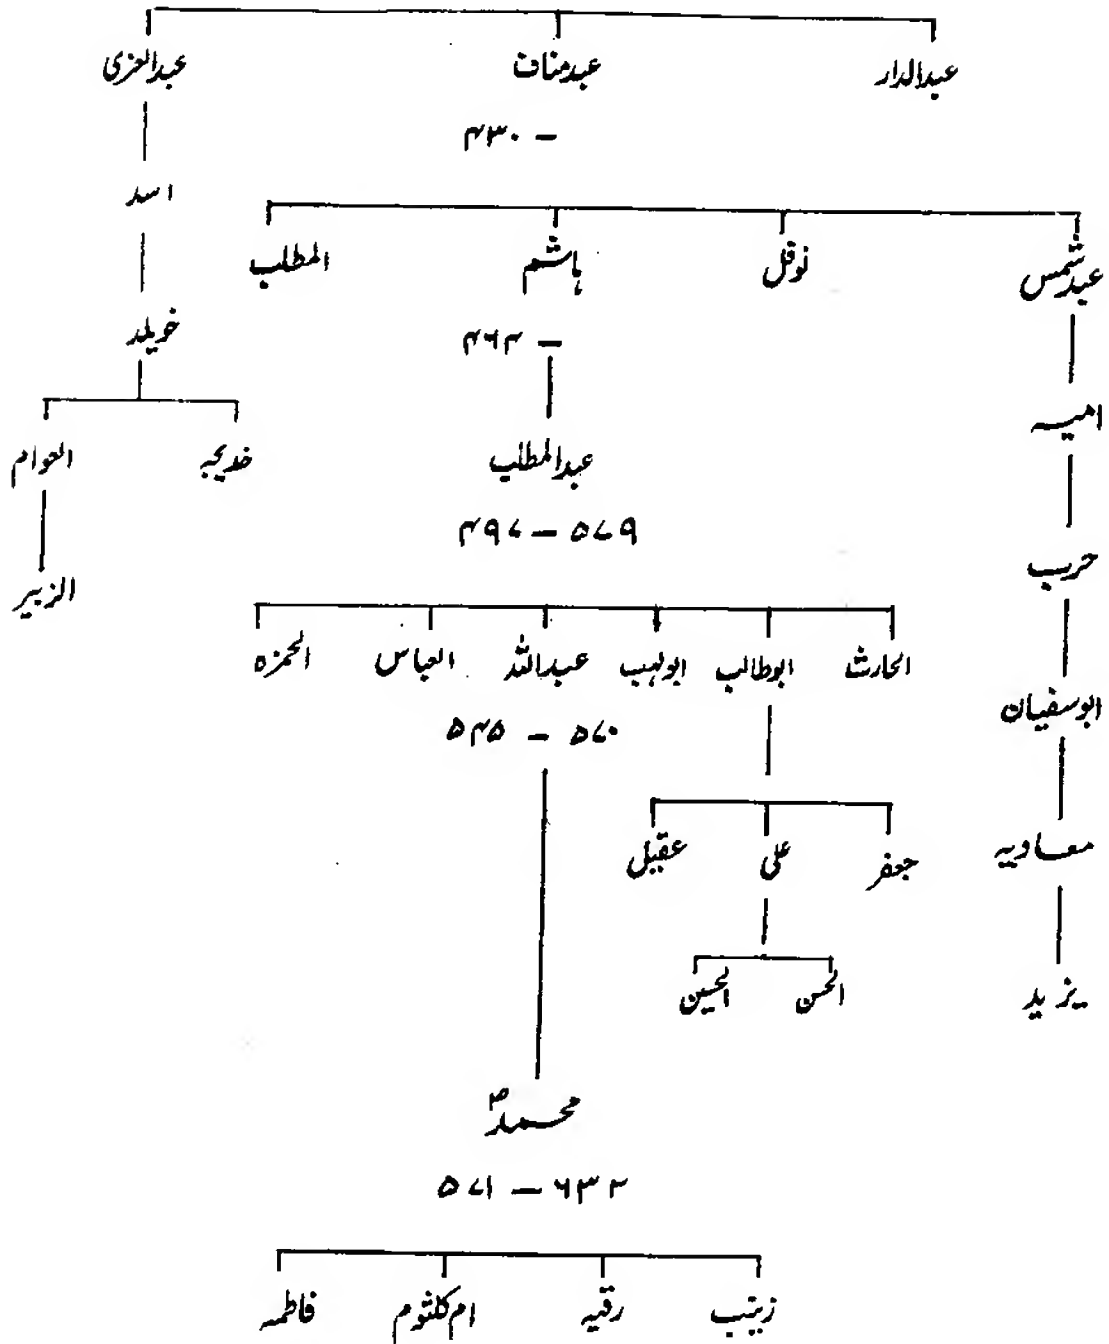 عبدالدار عبدمناف عبدالعزی
۴۳۰ –
اسد
عبدشمس نوفل ہاشم المطلب
خویلد
۴۶۴ –
امیہ
عبدالمطلب خدیجہ العوام
۴۹۷ – ۵۷۹
حرب
الزبیر
الحارث ابوطالب ابولہب عبداللہ العباس الحمزہ
ابوسفیان
۵۴۵ – ۵۷۰
معاویہ
جعفر علی عقیل
یزید
الحسن الحسین
محمدؐ
۵۷۱ – ۶۳۲
زینب رقیہ ام کلثوم فاطمہ